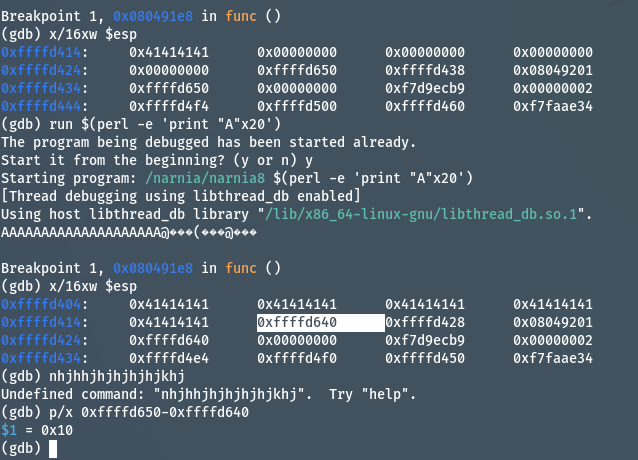 Breakpoint 1, 0x080491e8 in func ()
(gdb) x/16xw $esp
0xffffd414:     0x41414141      0x00000000      0x00000000      0x00000000
0xffffd424:     0x00000000      0xffffd650      0xffffd438      0x08049201
0xffffd434:     0xffffd650      0x00000000      0xf7d9ecb9      0x00000002
0xffffd444:     0xffffd4f4      0xffffd500      0xffffd460      0xf7faae34
(gdb) run $(perl -e 'print "A"x20')
The program being debugged has been started already.
Start it from the beginning? (y or n) y
Starting program: /narnia/narnia8 $(perl -e 'print "A"x20')
[Thread debugging using libthread_db enabled]
Using host libthread_db library "/lib/x86_64-linux-gnu/libthread_db.so.1".
AAAAAAAAAAAAAAAAAAAA@���(���@���
Breakpoint 1, 0x080491e8 in func ()
(gdb) x/16xw $esp
0xffffd404:     0x41414141      0x41414141      0x41414141      0x41414141
0xffffd414:     0x41414141      0xffffd640      0xffffd428      0x08049201
0xffffd424:     0xffffd640      0x00000000      0xf7d9ecb9      0x00000002
0xffffd434:     0xffffd4e4      0xffffd4f0      0xffffd450      0xf7faae34
(gdb) nhjhhjhjhjhjhjkhj
Undefined command: "nhjhhjhjhjhjhjkhj".  Try "help".
(gdb) p/x 0xffffd650-0xffffd640
$1 = 0x10
(gdb)